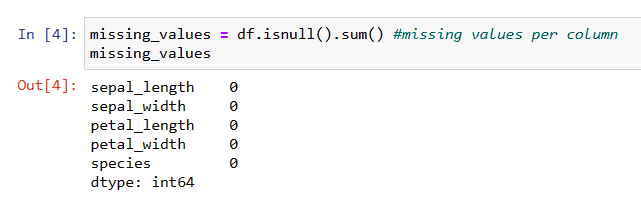 In [4]: missing_values = df.isnull().sum() #missing values per column
missing_values
Out[4]: sepal_length    0
sepal_width     0
petal_length    0
petal_width     0
species         0
dtype: int64